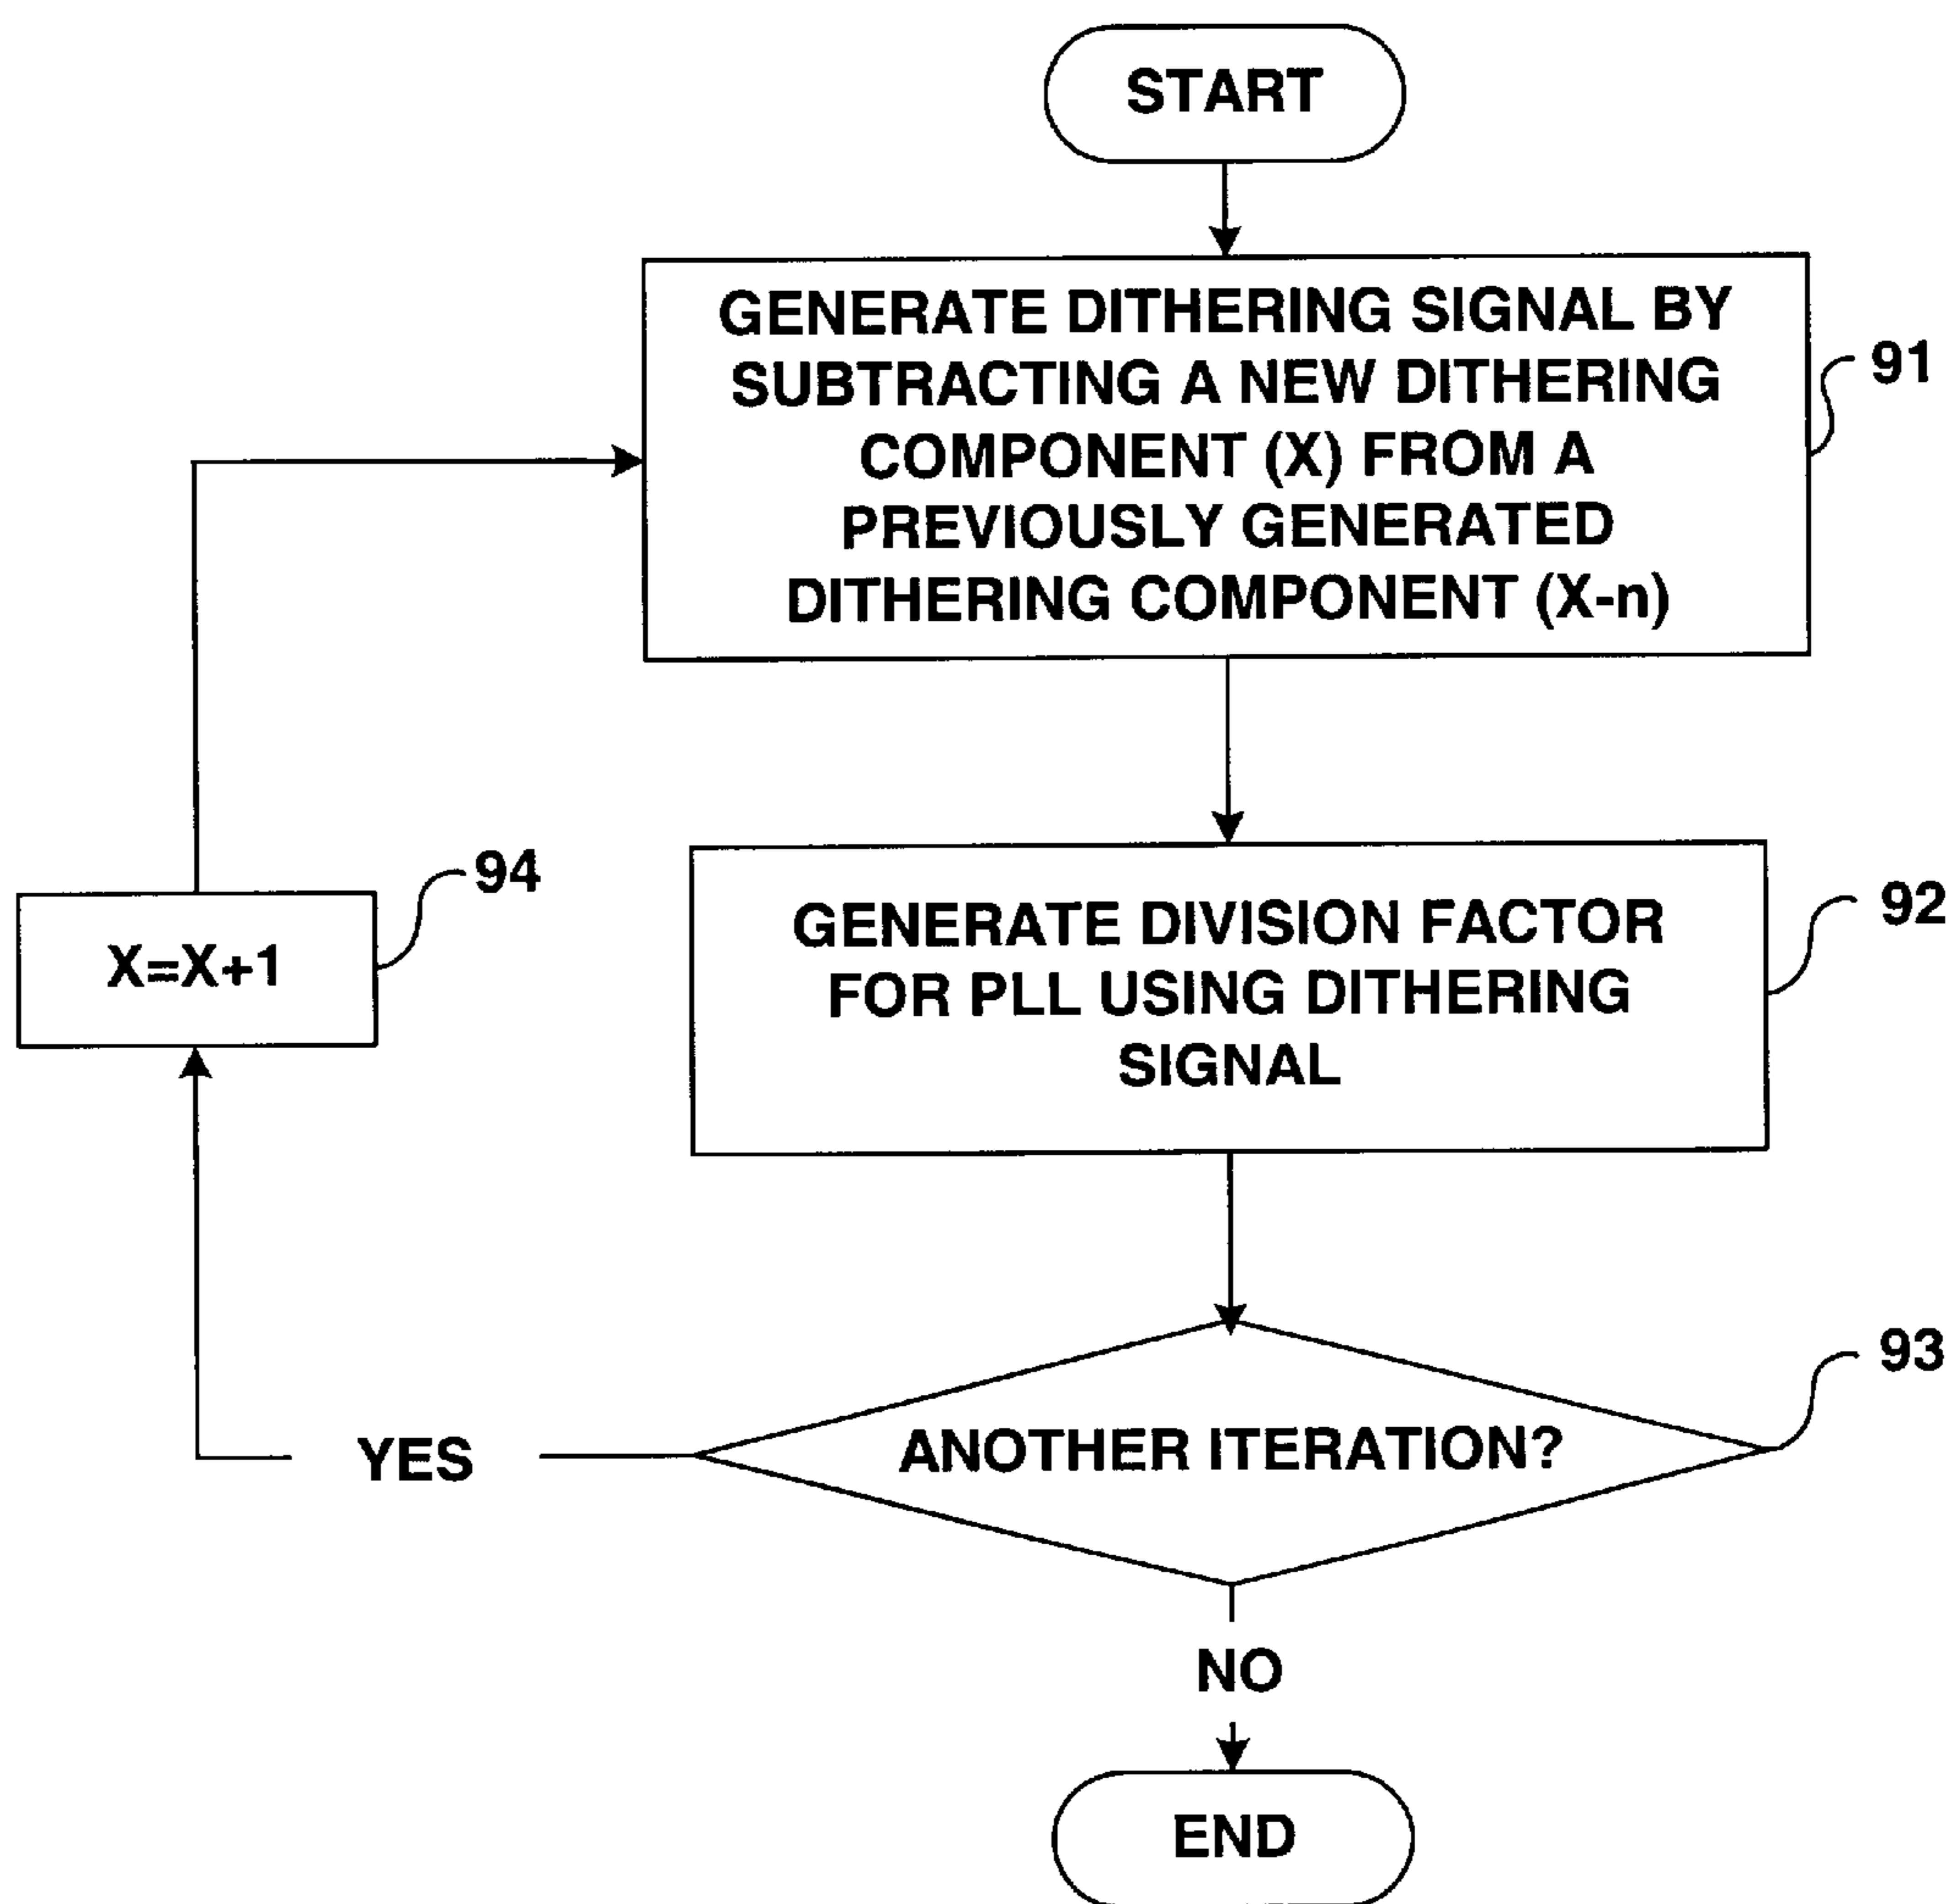 START
GENERATE DITHERING SIGNAL BY
SUBTRACTING A NEW DITHERING
COMPONENT (X) FROM A
PREVIOUSLY GENERATED
DITHERING COMPONENT (X-n)
91
94
X=X+1
GENERATE DIVISION FACTOR
FOR PLL USING DITHERING
SIGNAL
92
93
ANOTHER ITERATION?
YES
NO
END